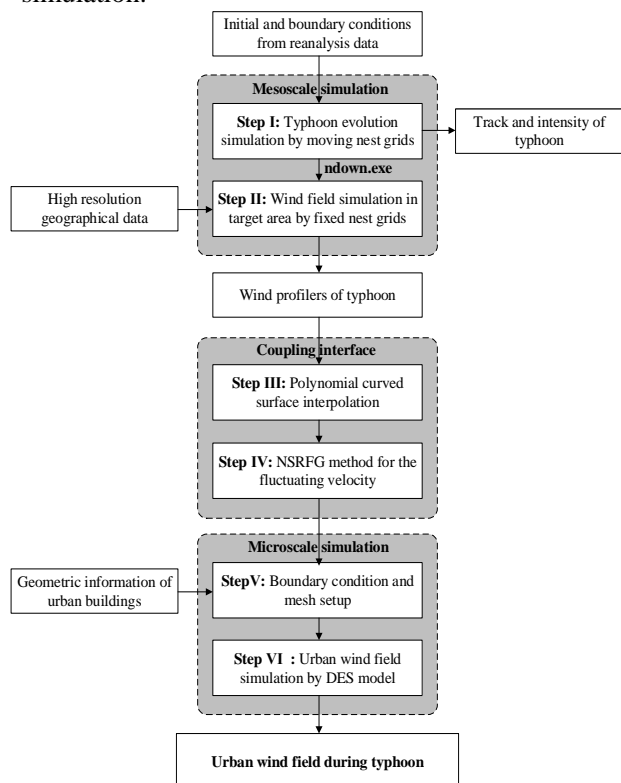 simulation.
Initial and boundary conditions
from reanalysis data
Mesoscale simulation
Step I: Typhoon evolution
simulation by moving nest grids
Track and intensity of
typhoon
ndown.exe
High resolution
geographical data
Step II: Wind field simulation in
target area by fixed nest grids
Wind profilers of typhoon
Coupling interface
Step III: Polynomial curved
surface interpolation
Step IV: NSRFG method for the
fluctuating velocity
Microscale simulation
Geometric information of
urban buildings
StepV: Boundary condition and
mesh setup
Step VI : Urban wind field
simulation by DES model
Urban wind field during typhoon